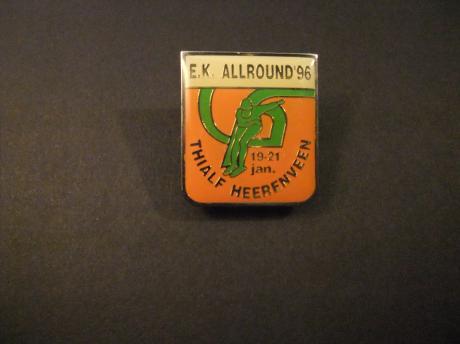 E.K. ALLROUND'96
19-21
jan.
THIALF HEERENVEEN